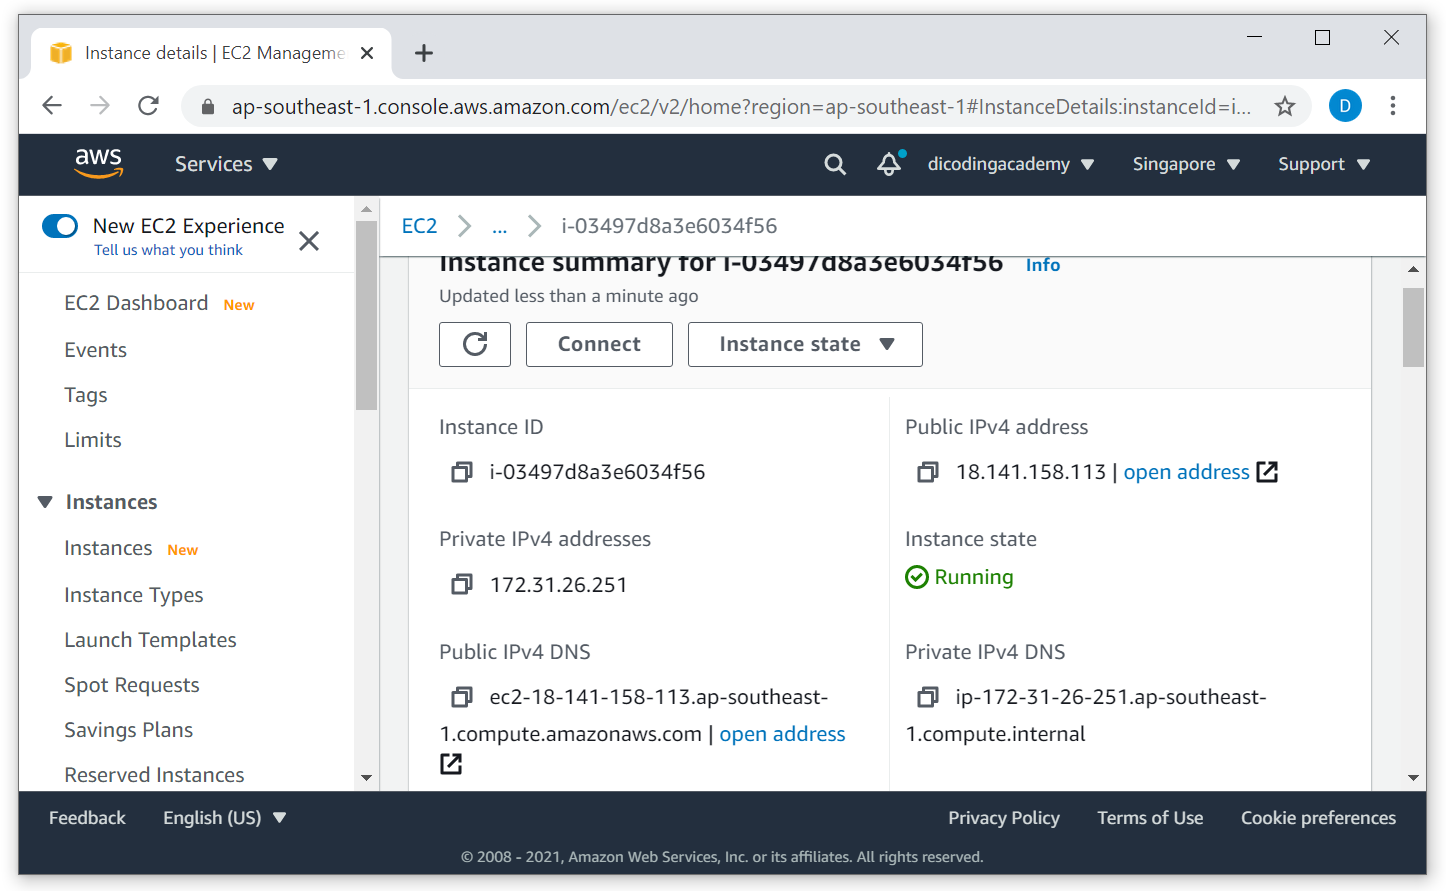 Instance details | EC2 Manageme
ap-southeast-1.console.aws.amazon.com/ec2/v2/home?region=ap-southeast-1#InstanceDetails:instanceId=i...
D
aws
Services
dicodingacademy
Singapore
Support
New EC2 Experience
Tell us what you think
EC2 Dashboard New
Events
Tags
Limits
Instances
Instances New
Instance Types
Launch Templates
Spot Requests
Savings Plans
Reserved Instances
EC2
...
i-03497d8a3e6034f56
Instance summary for i-03497d8a3e6034f56 Info
Updated less than a minute ago
Connect
Instance state
Instance ID
i-03497d8a3e6034f56
Public IPv4 address
18.141.158.113 | open address
Private IPv4 addresses
172.31.26.251
Instance state
Running
Public IPv4 DNS
ec2-18-141-158-113.ap-southeast-
1.compute.amazonaws.com | open address
Private IPv4 DNS
ip-172-31-26-251.ap-southeast-
1.compute.internal
Feedback
English (US)
Privacy Policy
Terms of Use
Cookie preferences
© 2008 - 2021, Amazon Web Services, Inc. or its affiliates. All rights reserved.